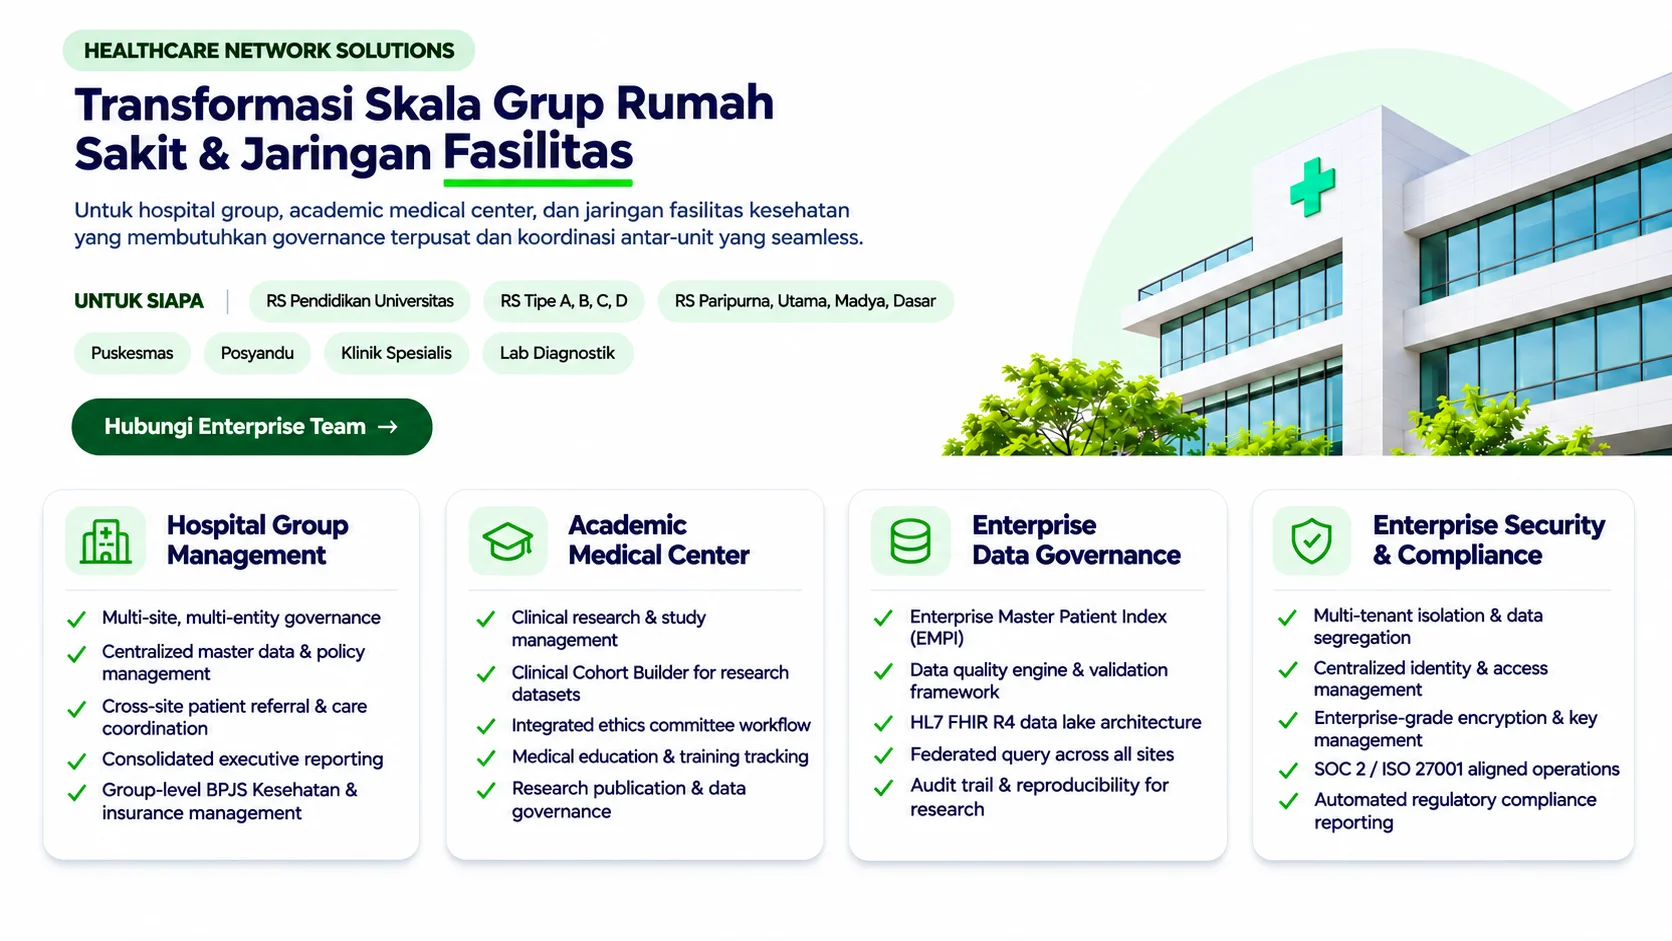 HEALTHCARE NETWORK SOLUTIONS
Transformasi Skala Grup Rumah
Sakit & Jaringan Fasilitas
Untuk hospital group, academic medical center, dan jaringan fasilitas kesehatan
yang membutuhkan governance terpusat dan koordinasi antar-unit yang seamless.
UNTUK SIAPA
RS Pendidikan Universitas
RS Tipe A, B, C, D
RS Paripurna, Utama, Madya, Dasar
Puskesmas
Posyandu
Klinik Spesialis
Lab Diagnostik
Hubungi Enterprise Team →
Hospital Group
Management
Multi-site, multi-entity governance
Centralized master data & policy
management
Cross-site patient referral & care
coordination
Consolidated executive reporting
Group-level BPJS Kesehatan &
insurance management
Academic
Medical Center
Clinical research & study
management
Clinical Cohort Builder for research
datasets
Integrated ethics committee workflow
Medical education & training tracking
Research publication & data
governance
Enterprise
Data Governance
Enterprise Master Patient Index
(EMPI)
Data quality engine & validation
framework
HL7 FHIR R4 data lake architecture
Federated query across all sites
Audit trail & reproducibility for
research
Enterprise Security
& Compliance
Multi-tenant isolation & data
segregation
Centralized identity & access
management
Enterprise-grade encryption & key
management
SOC 2 / ISO 27001 aligned operations
Automated regulatory compliance
reporting